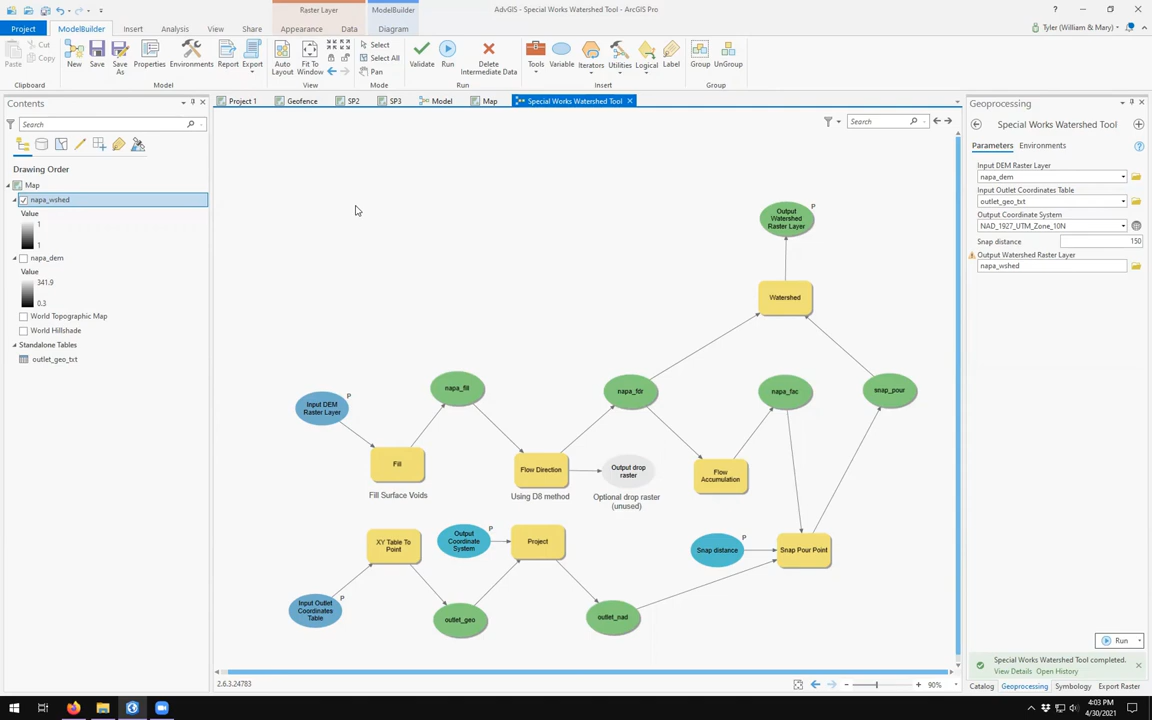 Raster Layer
ModelBuilder
AdvGIS - Special Works Watershed Tool - ArcGIS Pro
?
Project
ModelBuilder
Insert
Analysis
View
Share
Appearance
Data
Diagram
Tyler (William & Mary)
Paste
Cut
Copy
New
Save
Save As
Properties
Environments
Report
Export
Auto Layout
Fit To Window
Select
Select All
Pan
Validate
Run
Delete Intermediate Data
Tools
Variable
Iterators
Utilities
Logical
Label
Group
UnGroup
Clipboard
Model
View
Mode
Run
Insert
Group
Contents
Search
Drawing Order
Map
napa_wshed
Value
1
1
napa_dem
Value
341.9
0.3
World Topographic Map
World Hillshade
Standalone Tables
outlet_geo_txt
Project 1
Geofence
SP2
SP3
Model
Map
Special Works Watershed Tool
Search
Output
Watershed
Raster Layer
P
Watershed
Input DEM
Raster Layer
P
napa_fill
napa_fdr
napa_fac
snap_pour
Fill
Flow Direction
Output drop
raster
Flow
Accumulation
Fill Surface Voids
Using D8 method
Optional drop raster
(unused)
XY Table To
Point
Output
Coordinate
System
P
Project
Snap distance
P
Snap Pour Point
Input Outlet
Coordinates
Table
P
outlet_geo
outlet_nad
2.6.3.24783
90%
Geoprocessing
Special Works Watershed Tool
Parameters
Environments
Input DEM Raster Layer
napa_dem
Input Outlet Coordinates Table
outlet_geo_txt
Output Coordinate System
NAD_1927_UTM_Zone_10N
Snap distance
150
Output Watershed Raster Layer
napa_wshed
Run
Special Works Watershed Tool completed.
View Details
Open History
Catalog
Geoprocessing
Symbology
Export Raster
4:03 PM
4/30/2021